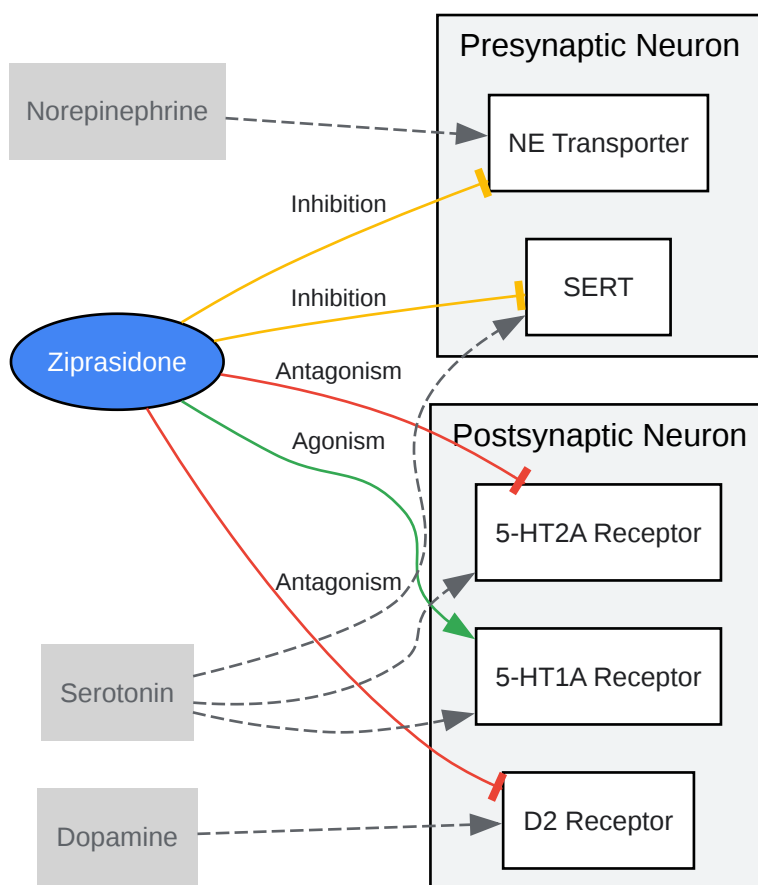 Presynaptic Neuron
Norepinephrine
NE Transporter
Inhibition
SERT
Inhibition
Ziprasidone
Antagonism
Postsynaptic Neuron
Agonism
5-HT2A Receptor
Antagonism
5-HT1A Receptor
Serotonin
D2 Receptor
Dopamine